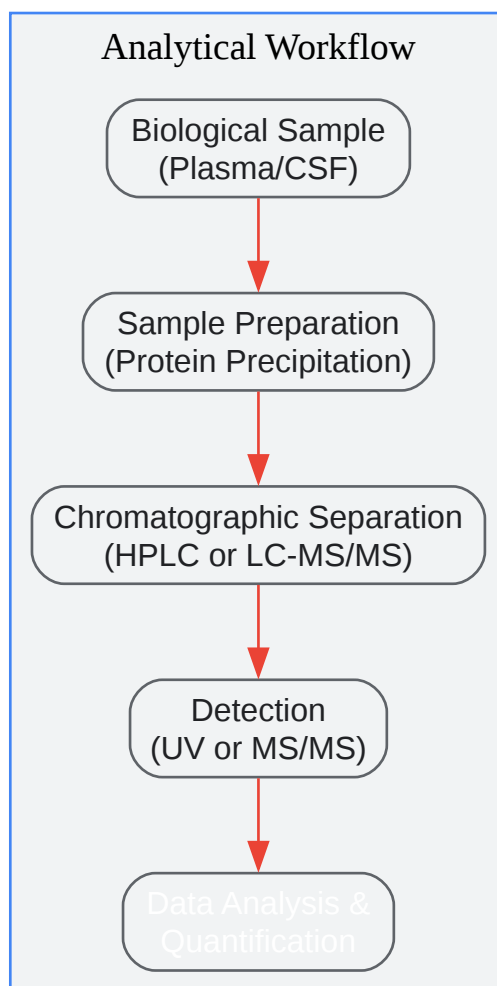 Analytical Workflow
Biological Sample
(Plasma/CSF)
Sample Preparation
(Protein Precipitation)
Chromatographic Separation
(HPLC or LC-MS/MS)
Detection
(UV or MS/MS)
Data Analysis &
Quantification